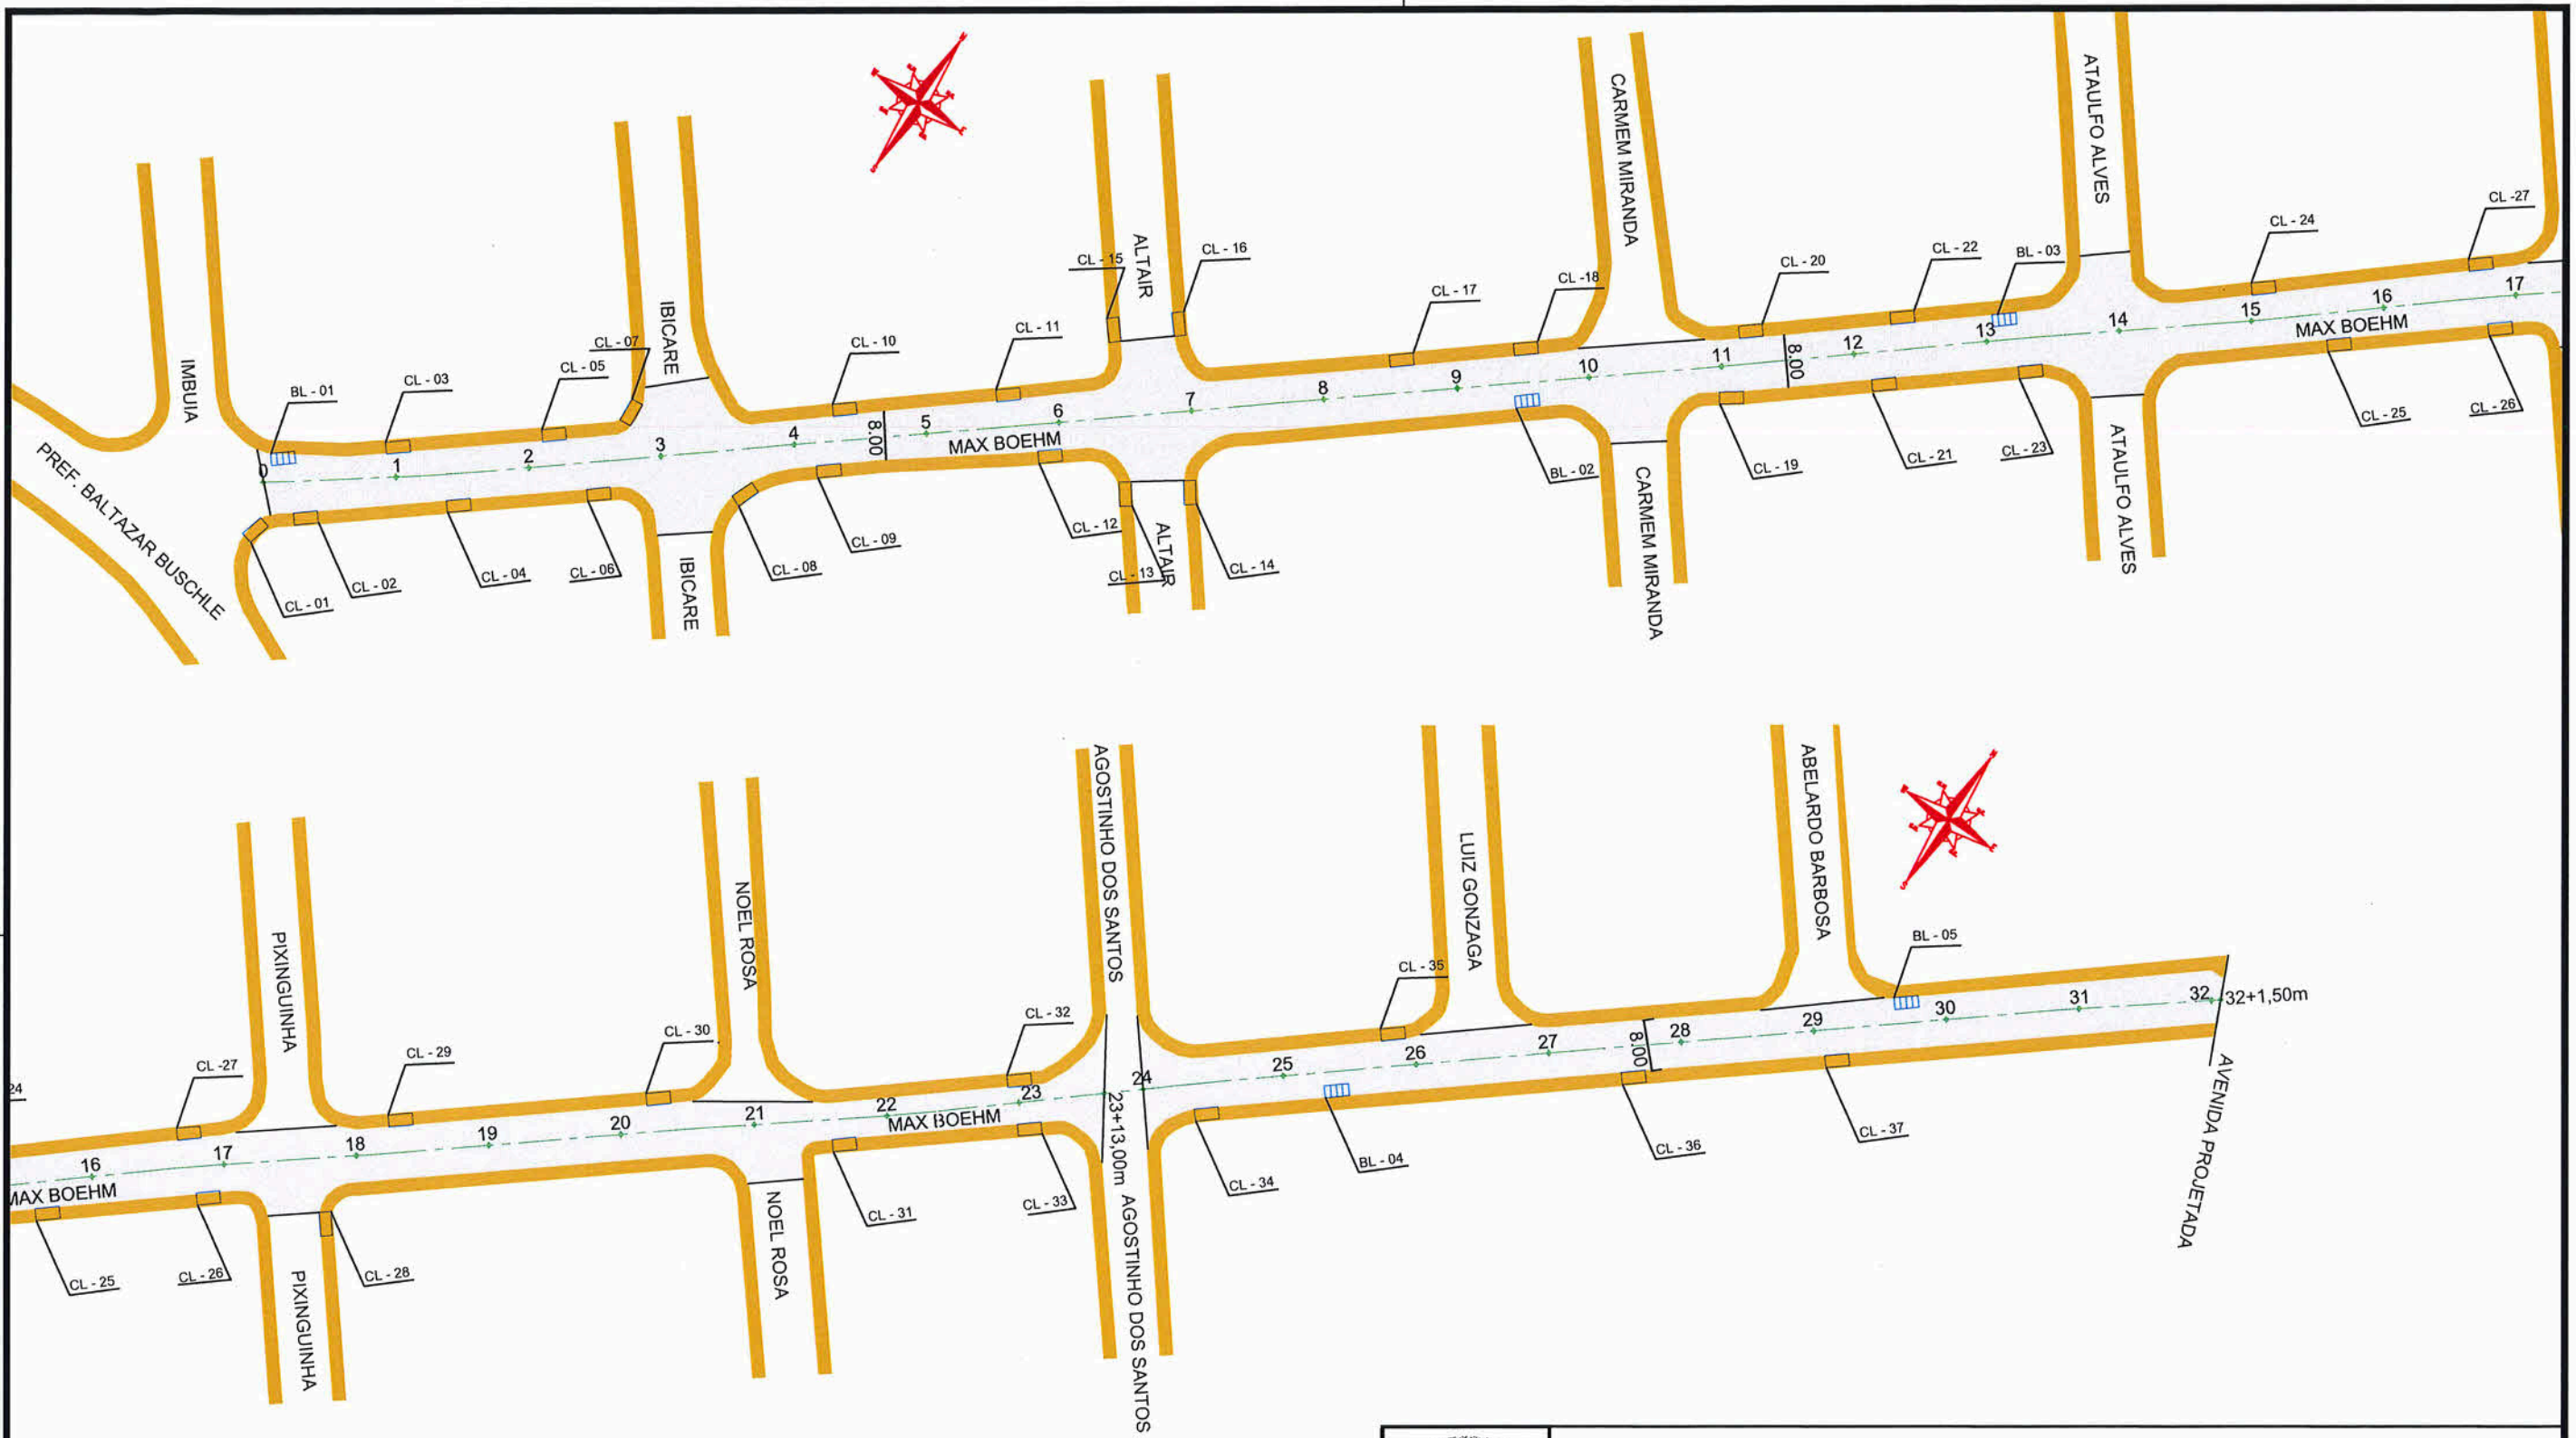 IMBUIA
PREF. BALTAZAR BUSCHLE
BL - 01
CL - 03
CL - 05
CL - 07
IBICARE
CL - 10
CL - 11
CL - 15
ALTAIR
CL - 16
CL - 17
CL -18
CARMEM MIRANDA
CL - 20
CL - 22
BL - 03
ATAULFO ALVES
CL - 24
CL -27
0
1
2
3
4
8.00
5
6
7
8
9
10
11
8.00
12
13
14
15
16
17
MAX BOEHM
MAX BOEHM
CL - 01
CL - 02
CL - 04
CL - 06
IBICARE
CL - 08
CL - 09
CL - 12
CL - 13
ALTAIR
CL - 14
BL - 02
CARMEM MIRANDA
CL - 19
CL - 21
CL - 23
ATAULFO ALVES
CL - 25
CL - 26
24
CL -27
PIXINGUINHA
CL - 29
CL - 30
NOEL ROSA
CL - 32
AGOSTINHO DOS SANTOS
CL - 35
LUIZ GONZAGA
ABELARDO BARBOSA
BL - 05
16
17
18
19
20
21
22
23
23+13,00m
24
25
26
27
8.00
28
29
30
31
32
32+1,50m
MAX BOEHM
MAX BOEHM
CL - 25
CL - 26
PIXINGUINHA
CL - 28
NOEL ROSA
CL - 31
CL - 33
AGOSTINHO DOS SANTOS
CL - 34
BL - 04
CL - 36
CL - 37
AVENIDA PROJETADA